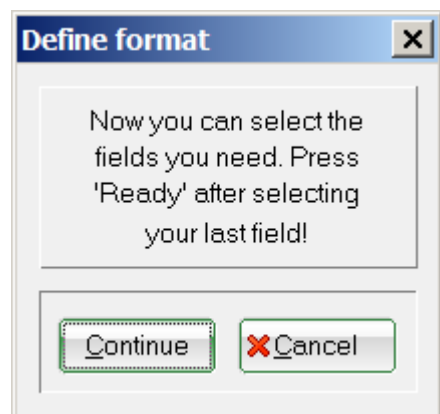 Define format
Now you can select the
fields you need. Press
'Ready' after selecting
your last field!
Continue
Cancel